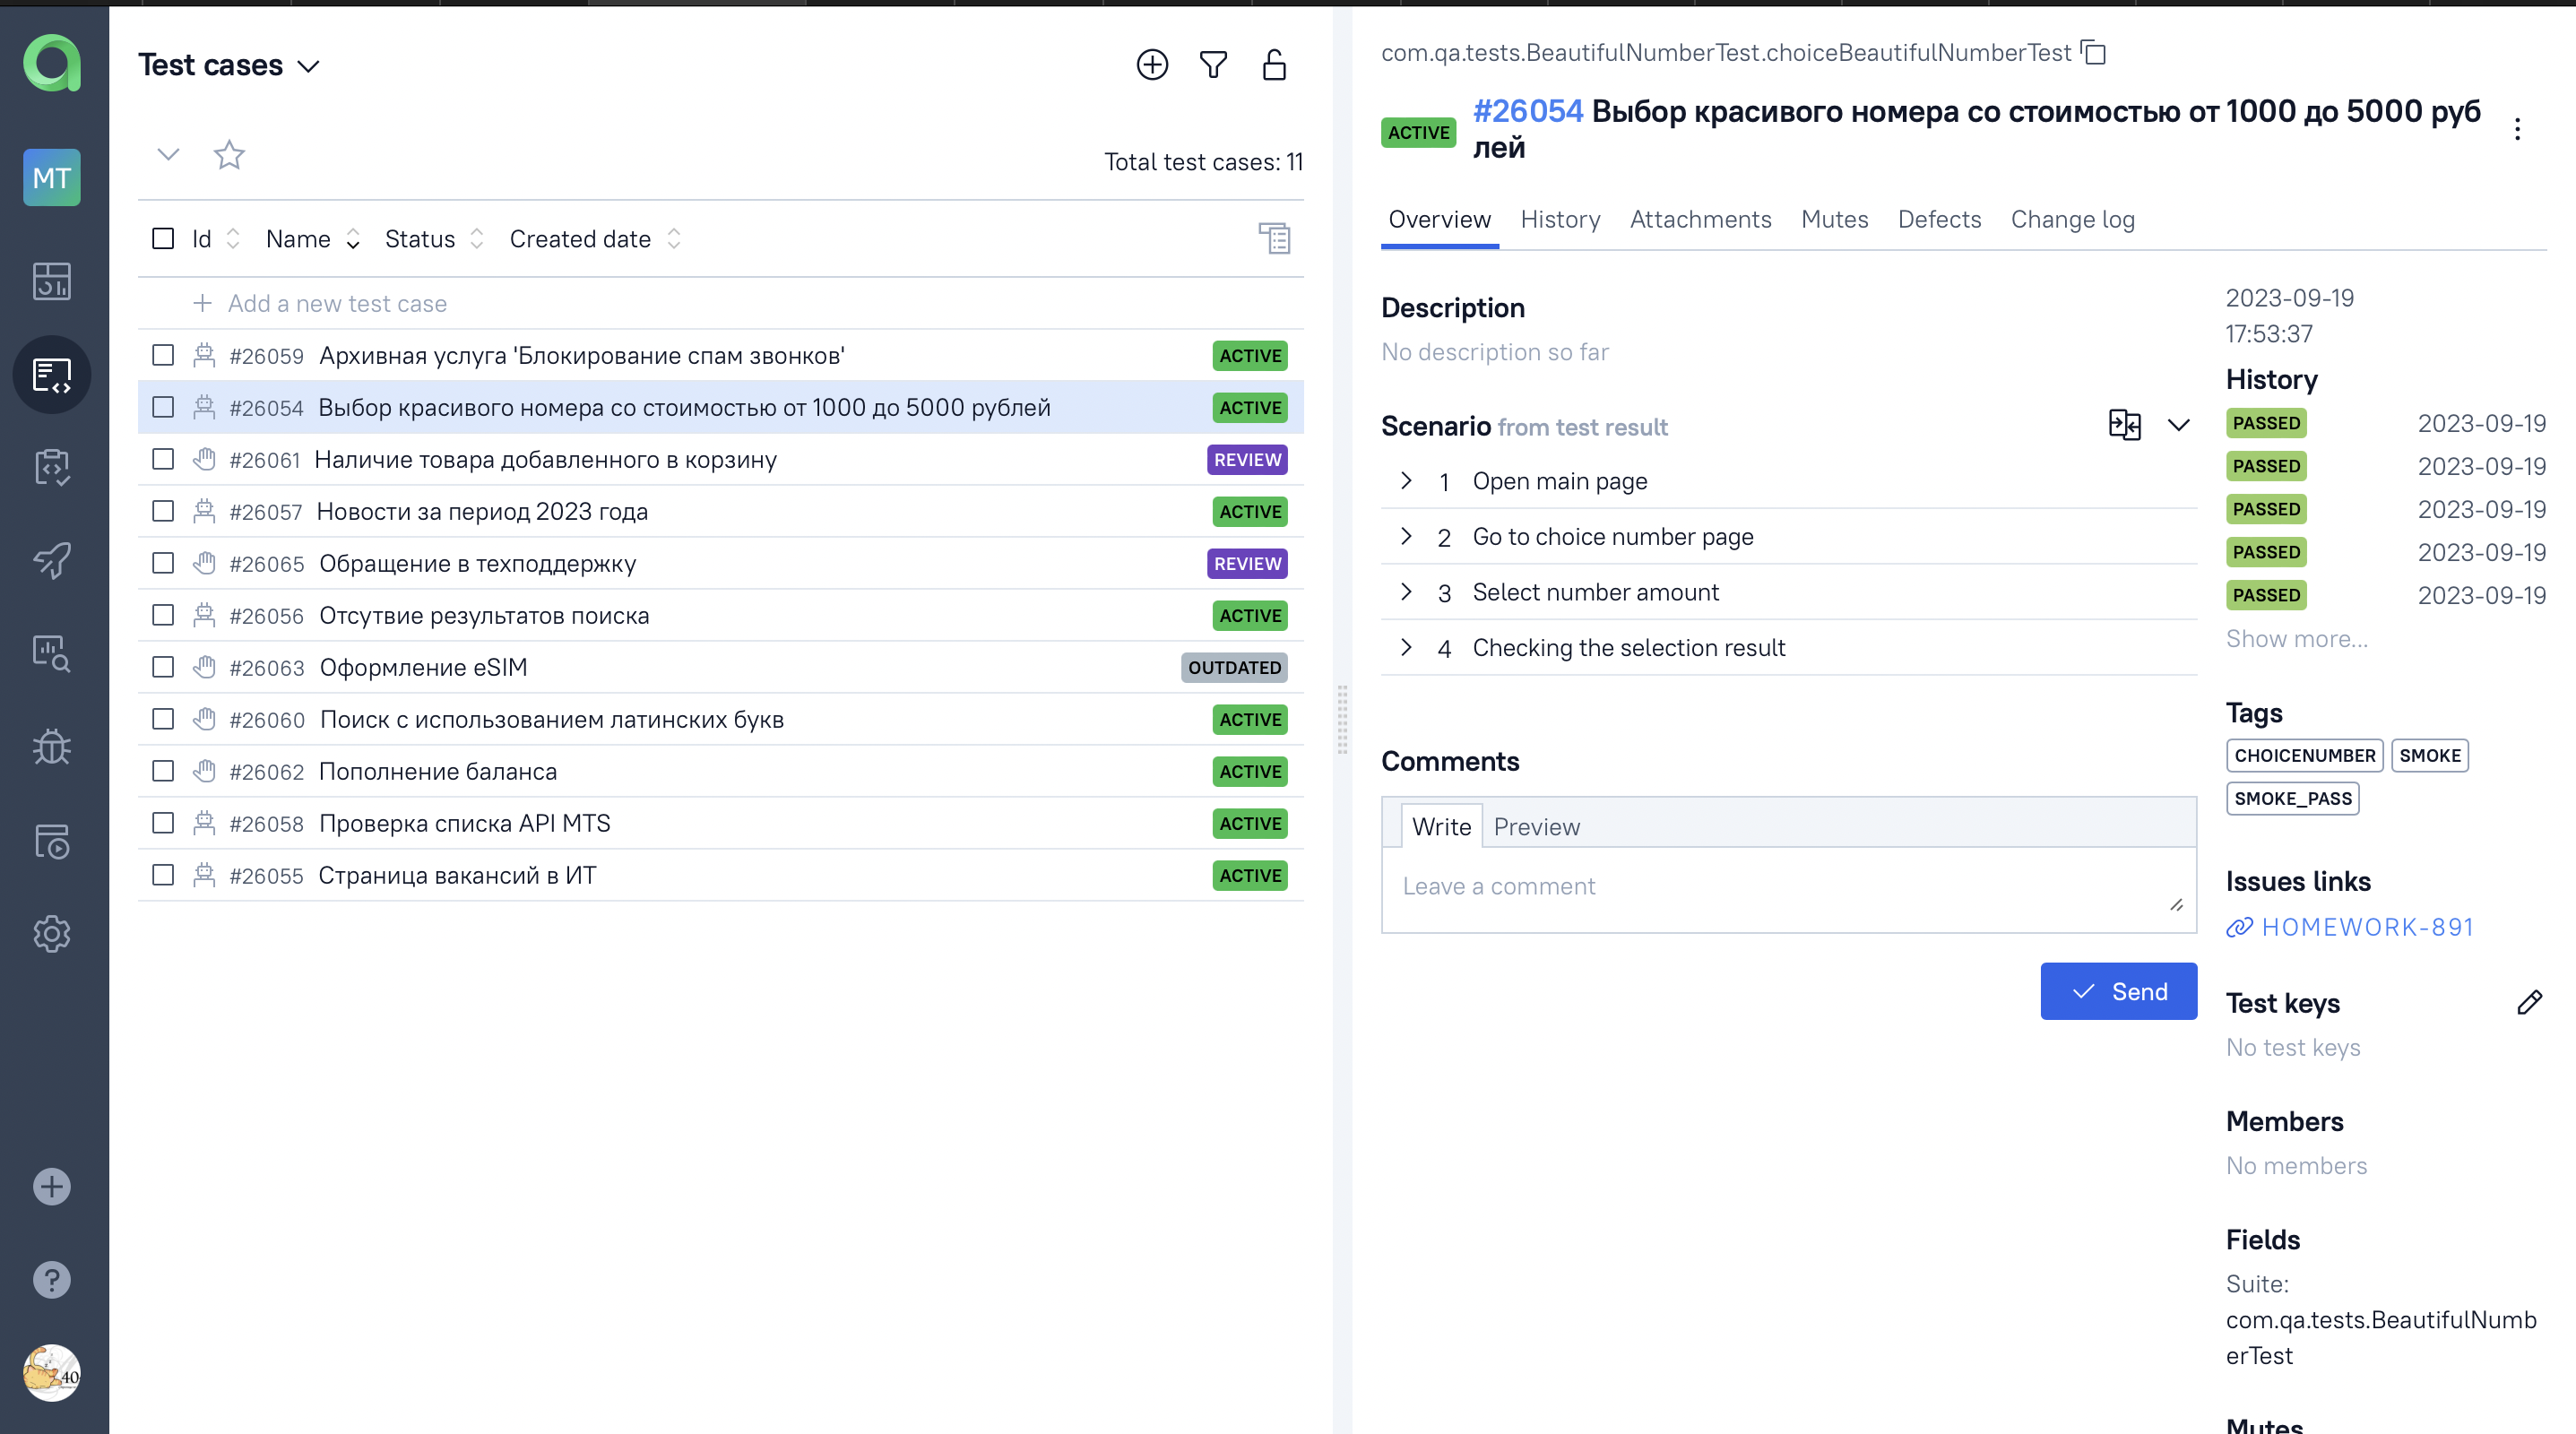 MT
40
Test cases
Total test cases: 11
Id Name Status Created date
Add a new test case
#26059 Архивная услуга 'Блокирование спам звонков' ACTIVE
#26054 Выбор красивого номера со стоимостью от 1000 до 5000 рублей ACTIVE
#26061 Наличие товара добавленного в корзину REVIEW
#26057 Новости за период 2023 года ACTIVE
#26065 Обращение в техподдержку REVIEW
#26056 Отсутвие результатов поиска ACTIVE
#26063 Оформление eSIM OUTDATED
#26060 Поиск с использованием латинских букв ACTIVE
#26062 Пополнение баланса ACTIVE
#26058 Проверка списка API MTS ACTIVE
#26055 Страница вакансий в ИТ ACTIVE
com.qa.tests.BeautifulNumberTest.choiceBeautifulNumberTest
ACTIVE #26054 Выбор красивого номера со стоимостью от 1000 до 5000 руб
лей
Overview History Attachments Mutes Defects Change log
Description
No description so far
Scenario from test result
1 Open main page
2 Go to choice number page
3 Select number amount
4 Checking the selection result
Comments
Write Preview
Leave a comment
Send
2023-09-19
17:53:37
History
PASSED 2023-09-19
PASSED 2023-09-19
PASSED 2023-09-19
PASSED 2023-09-19
PASSED 2023-09-19
Show more...
Tags
CHOICENUMBER SMOKE
SMOKE_PASS
Issues links
HOMEWORK-891
Test keys
No test keys
Members
No members
Fields
Suite:
com.qa.tests.BeautifulNumb
erTest
Mutes